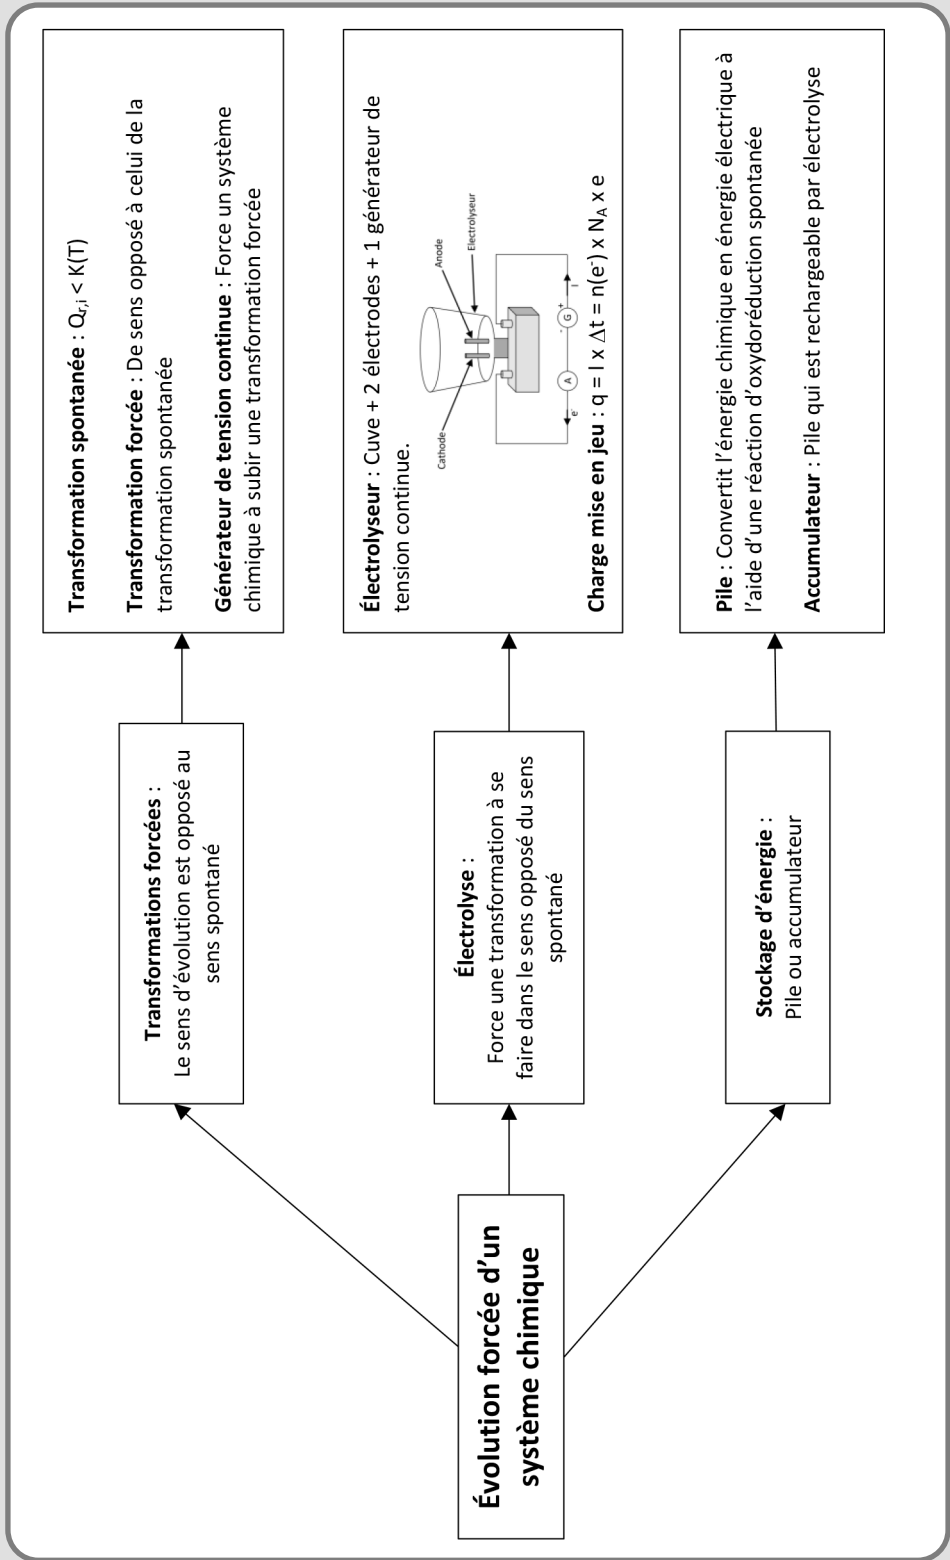 Évolution forcée d'un
système chimique
Transformations forcées :
Le sens d'évolution est opposé au
sens spontané
Transformation spontanée : Qr,i < K(T)
Transformation forcée : De sens opposé à celui de la
transformation spontanée
Générateur de tension continue : Force un système
chimique à subir une transformation forcée
Électrolyse :
Force une transformation à se
faire dans le sens opposé du sens
spontané
Électrolyseur : Cuve + 2 électrodes + 1 générateur de
tension continue.
Cathode
Anode
Electrolyseur
e-
A
- G +
I
Charge mise en jeu : q = I x Δt = n(e-) x NA x e
Stockage d'énergie :
Pile ou accumulateur
Pile : Convertit l'énergie chimique en énergie électrique à
l'aide d'une réaction d'oxydoréduction spontanée
Accumulateur : Pile qui est rechargeable par électrolyse